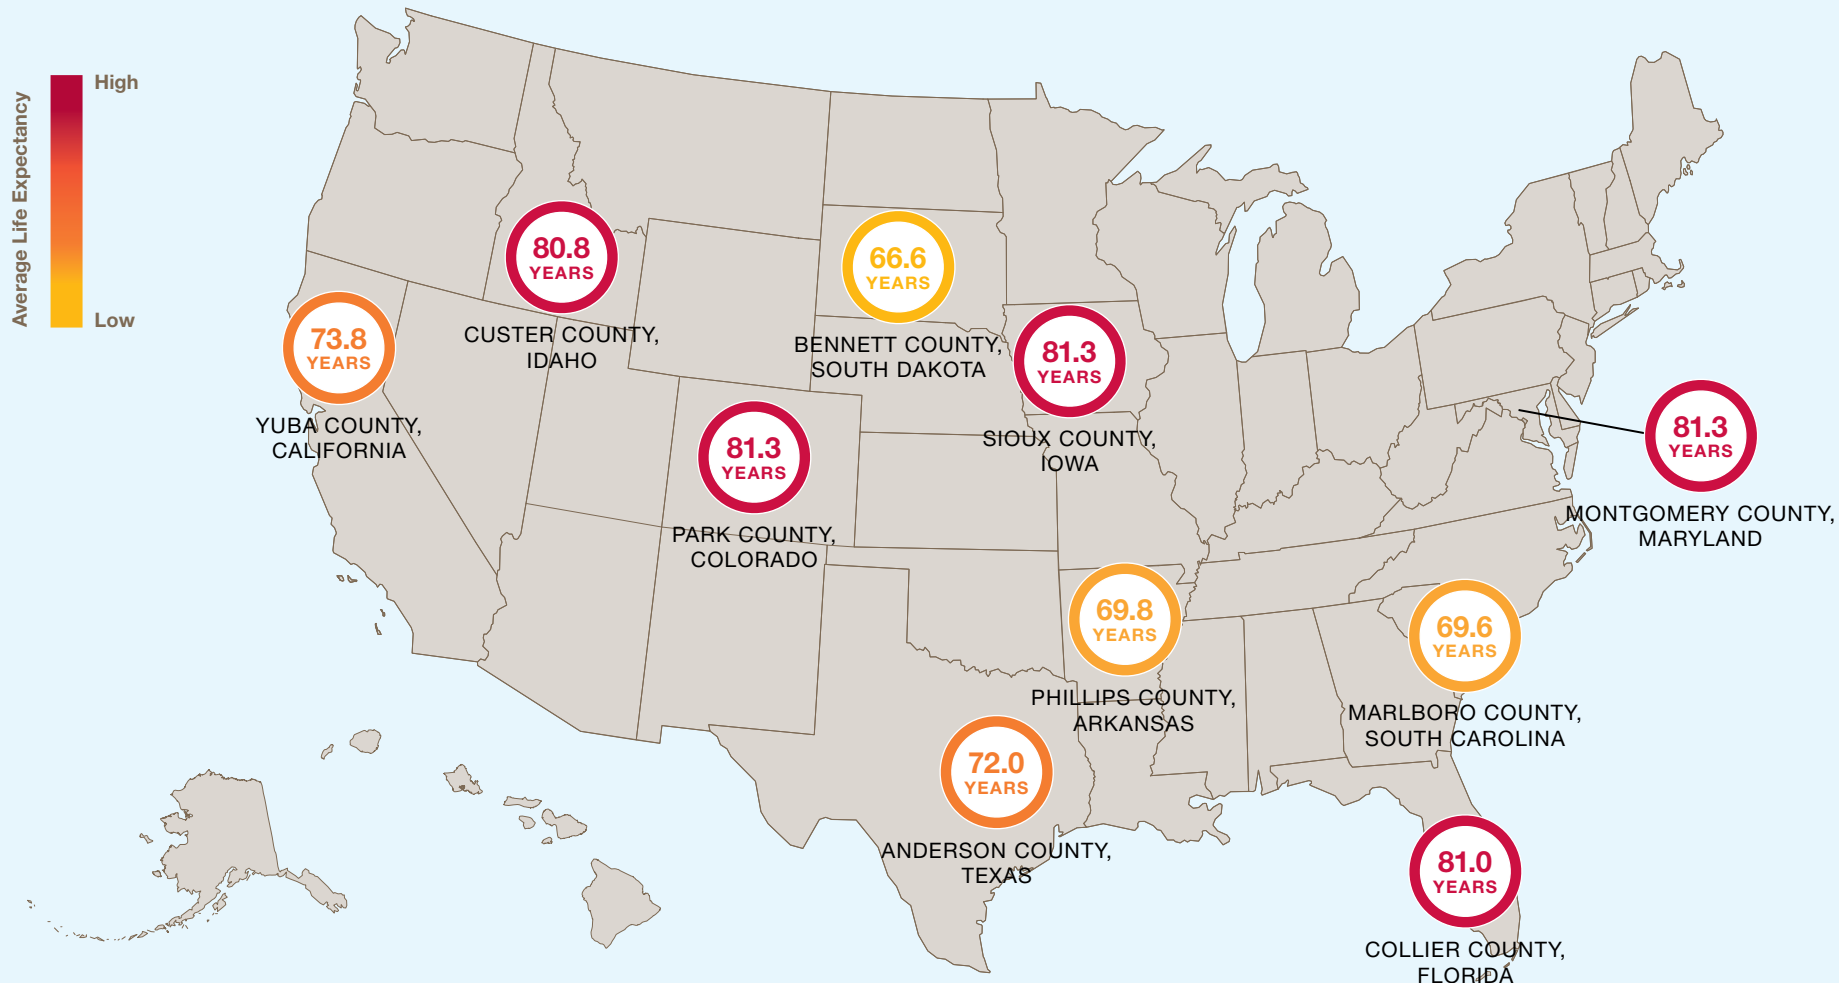 Average Life Expectancy
High
Low
80.8
YEARS
CUSTER COUNTY,
IDAHO
66.6
YEARS
BENNETT COUNTY,
SOUTH DAKOTA
73.8
YEARS
YUBA COUNTY,
CALIFORNIA
81.3
YEARS
SIOUX COUNTY,
IOWA
81.3
YEARS
PARK COUNTY,
COLORADO
81.3
YEARS
MONTGOMERY COUNTY,
MARYLAND
69.8
YEARS
PHILLIPS COUNTY,
ARKANSAS
69.6
YEARS
MARLBORO COUNTY,
SOUTH CAROLINA
72.0
YEARS
ANDERSON COUNTY,
TEXAS
81.0
YEARS
COLLIER COUNTY,
FLORIDA